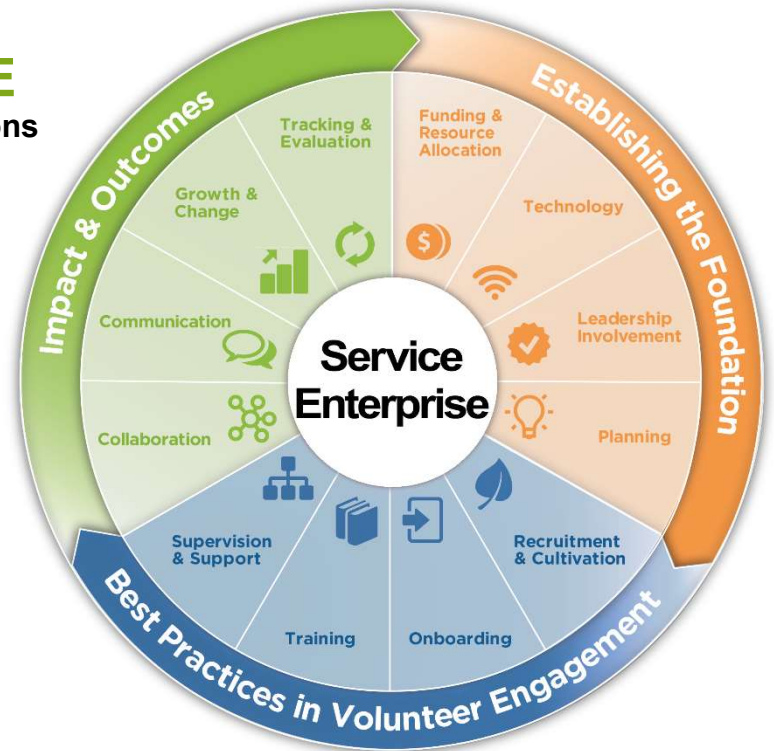 E
ons
Service
Enterprise
Establishing the Foundation
Funding &
Resource
Allocation
Technology
Leadership
Involvement
Planning
Best Practices in Volunteer Engagement
Recruitment
& Cultivation
Onboarding
Training
Supervision
& Support
Impact & Outcomes
Collaboration
Communication
Growth &
Change
Tracking &
Evaluation